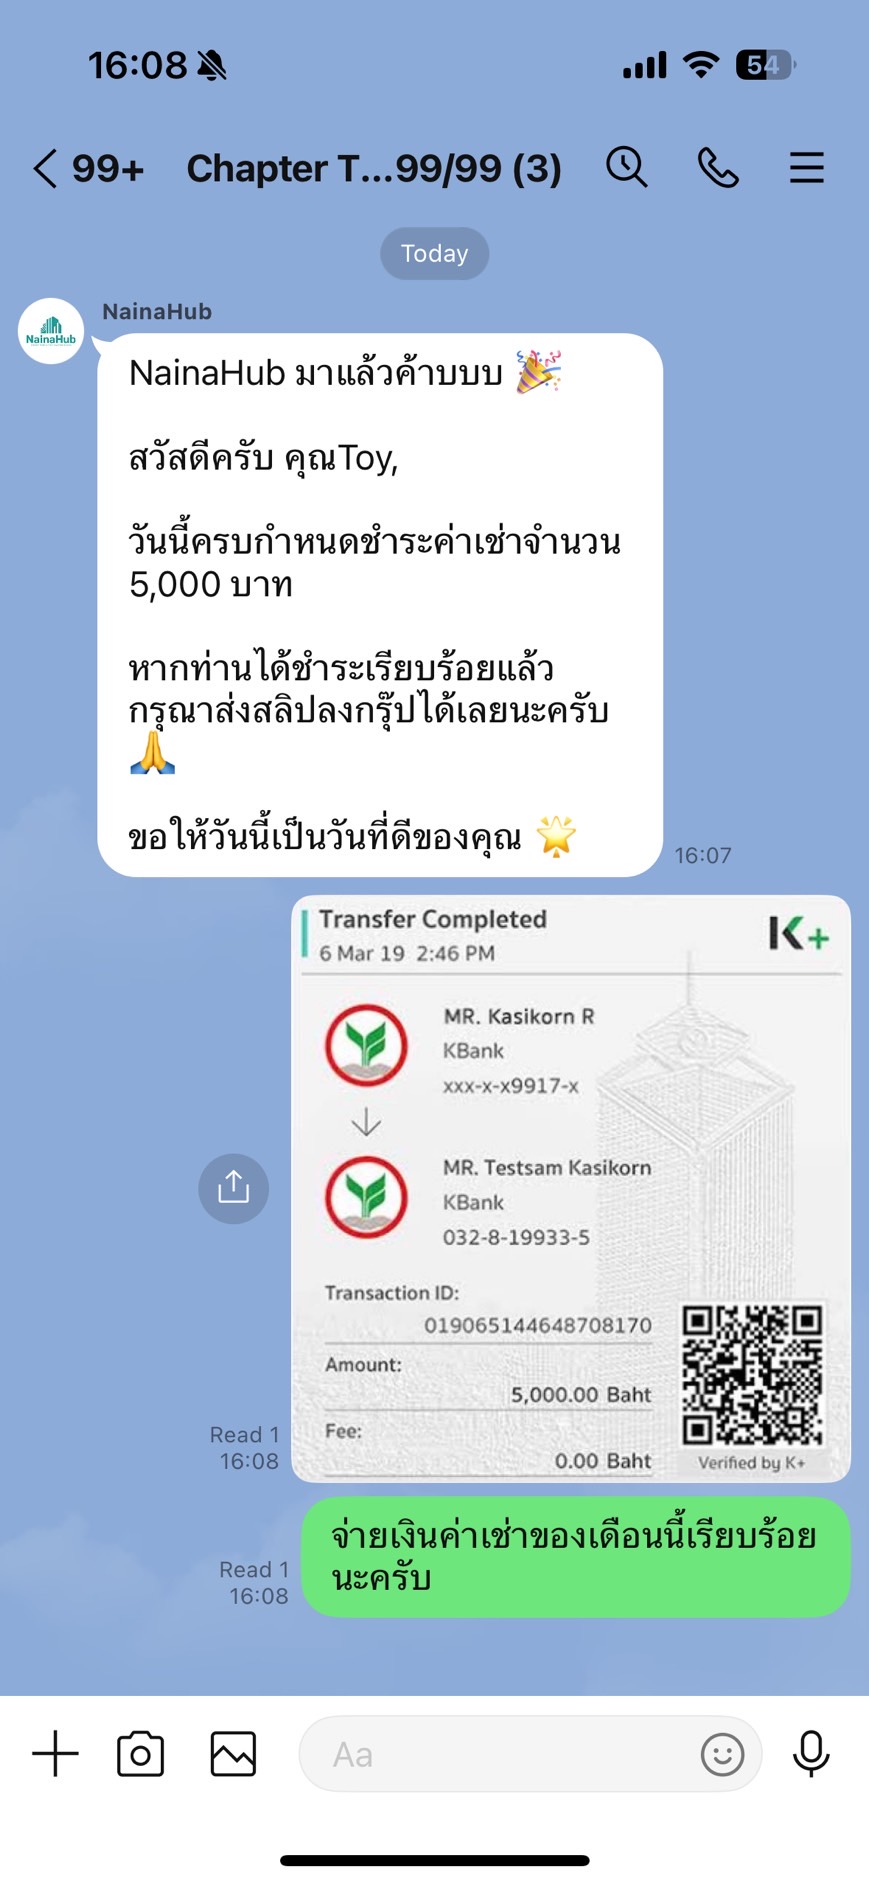 16:08
54
99+ Chapter T...99/99 (3)
Today
NainaHub
NainaHub
NainaHub มาแล้วค้าบบบ 🎉
สวัสดีครับ คุณToy,
วันนี้ครบกำหนดชำระค่าเช่าจำนวน
5,000 บาท
หากท่านได้ชำระเรียบร้อยแล้ว
กรุณาส่งสลิปลงกรุ๊ปได้เลยนะครับ
🙏
ขอให้วันนี้เป็นวันที่ดีของคุณ 🌟
16:07
Transfer Completed
6 Mar 19 2:46 PM
K+
MR. Kasikorn R
KBank
xxx-x-x9917-x
MR. Testsam Kasikorn
KBank
032-8-19933-5
Transaction ID:
019065144648708170
Amount:
5,000.00 Baht
Fee:
0.00 Baht
Verified by K+
Read 1
16:08
จ่ายเงินค่าเช่าของเดือนนี้เรียบร้อย
นะครับ
Read 1
16:08
Aa